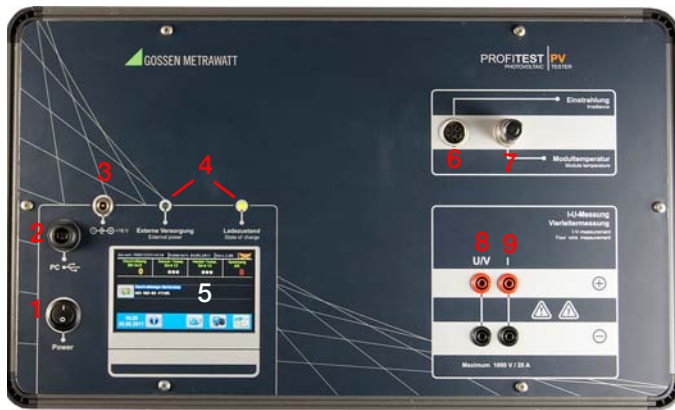 GOSSEN METRAWATT
PROFITEST PV
PHOTOVOLTAIC TESTER
Einstrahlung
Irradiance
6
7
Modultemperatur
Module temperature
3
4
Externe Versorgung
External power
Ladezustand
State of charge
2
PC
5
1
Power
I-U-Messung
Vierleitermessung
I-V-measurement
Four wire measurement
8 9
U/V I
+
−
Maximum 1000 V / 20 A